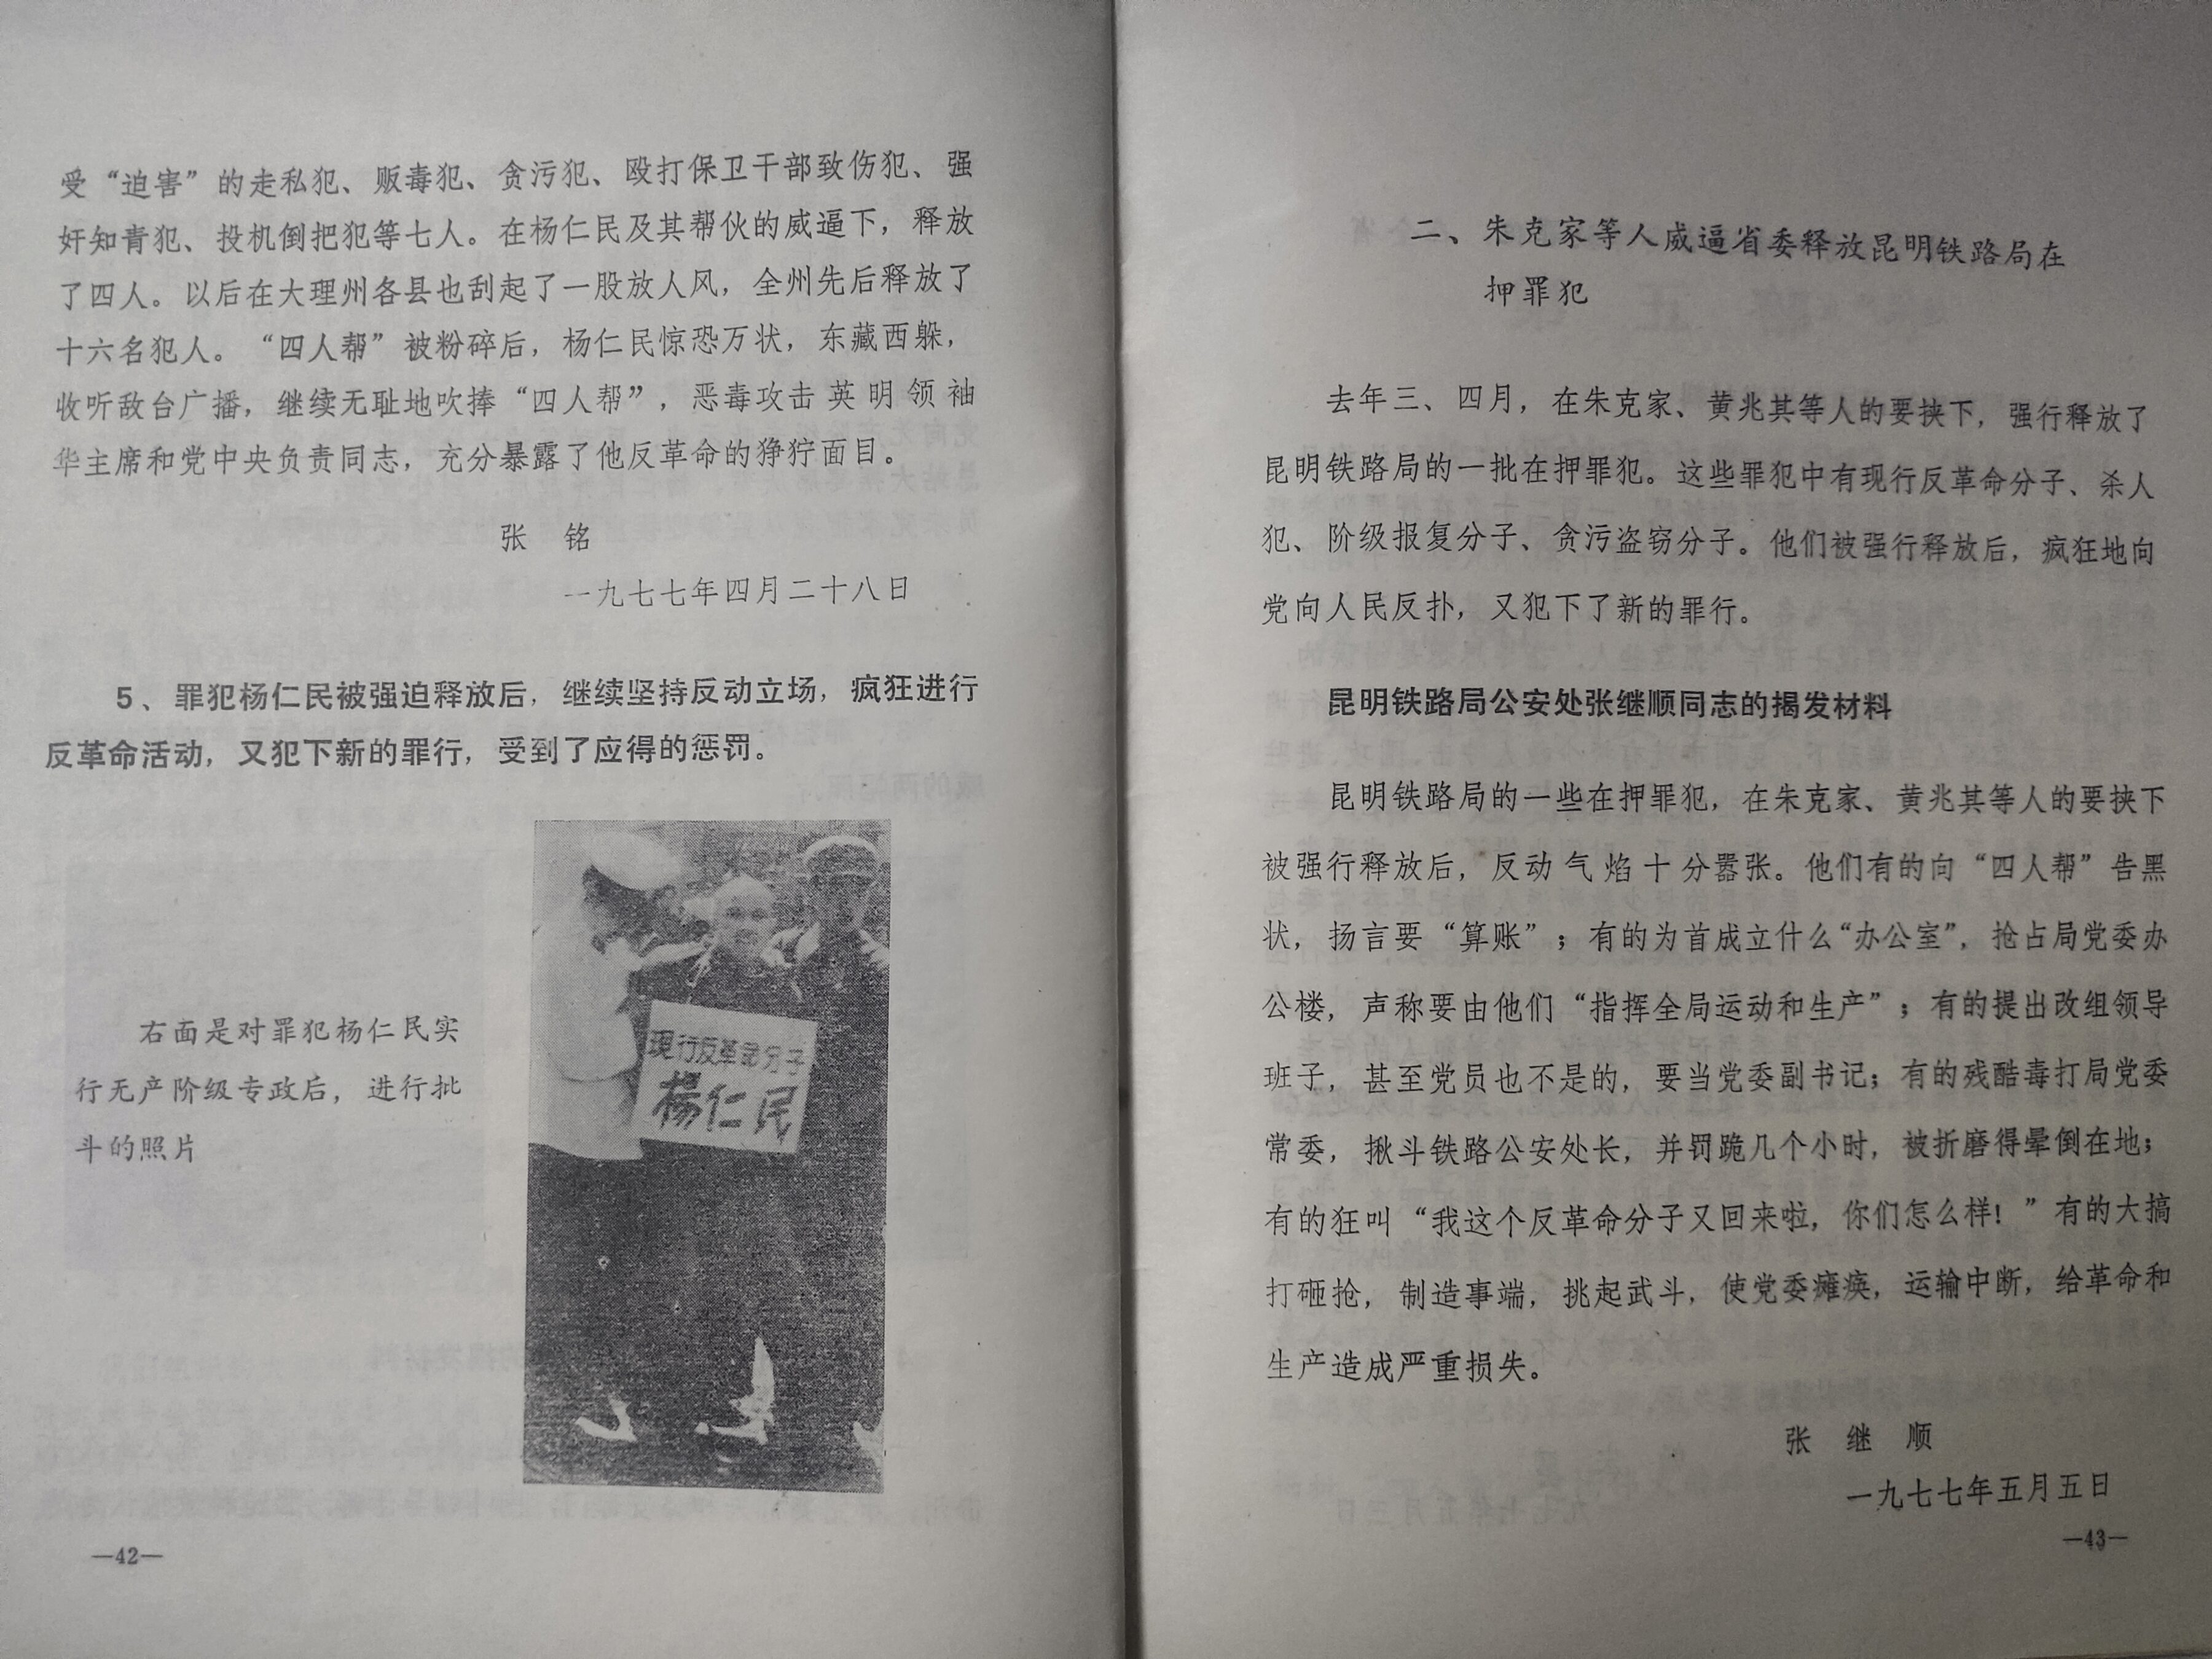 受“迫害”的走私犯、贩毒犯、贪污犯、殴打保卫干部致伤犯、强
奸知青犯、投机倒把犯等七人。在杨仁民及其帮伙的威逼下，释放
了四人。以后在大理州各县也刮起了一股放人风，全州先后释放了
十六名犯人。“四人帮”被粉碎后，杨仁民惊恐万状，东藏西躲，
收听敌台广播，继续无耻地吹捧“四人帮”，恶毒攻击英明领袖
华主席和党中央负责同志，充分暴露了他反革命的狰狞面目。
张　铭
一九七七年四月二十八日
5、罪犯杨仁民被强迫释放后，继续坚持反动立场，疯狂进行
反革命活动，又犯下新的罪行，受到了应得的惩罚。
右面是对罪犯杨仁民实
行无产阶级专政后，进行批
斗的照片
現行反革命分子
楊仁民
—42—
二、朱克家等人威逼省委释放昆明铁路局在
押罪犯
去年三、四月，在朱克家、黄兆其等人的要挟下，强行释放了
昆明铁路局的一批在押罪犯。这些罪犯中有现行反革命分子、杀人
犯、阶级报复分子、贪污盗窃分子。他们被强行释放后，疯狂地向
党向人民反扑，又犯下了新的罪行。
昆明铁路局公安处张继顺同志的揭发材料
昆明铁路局的一些在押罪犯，在朱克家、黄兆其等人的要挟下
被强行释放后，反动气焰十分嚣张。他们有的向“四人帮”告黑
状，扬言要“算账”；有的为首成立什么“办公室”，抢占局党委办
公楼，声称要由他们“指挥全局运动和生产”；有的提出改组领导
班子，甚至党员也不是的，要当党委副书记；有的残酷毒打局党委
常委，揪斗铁路公安处长，并罚跪几个小时，被折磨得晕倒在地；
有的狂叫“我这个反革命分子又回来啦，你们怎么样！”有的大搞
打砸抢，制造事端，挑起武斗，使党委瘫痪，运输中断，给革命和
生产造成严重损失。
张　继　顺
一九七七年五月五日
—43—